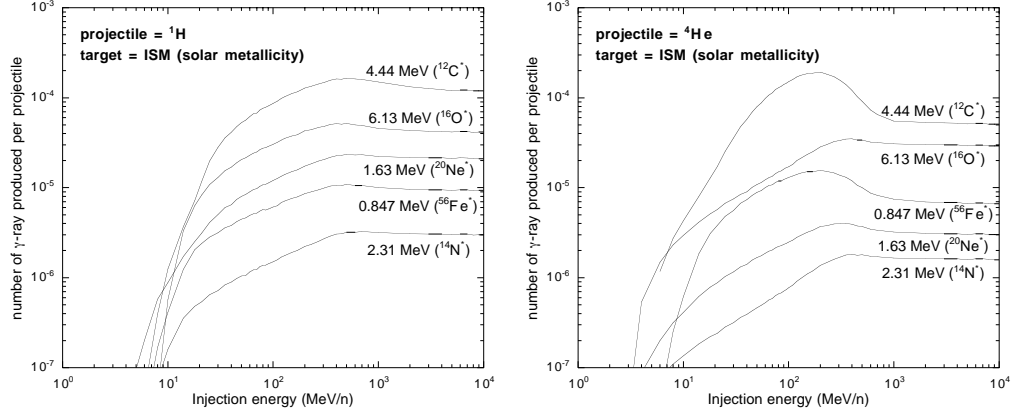 projectile = ¹H
target = ISM (solar metallicity)
4.44 MeV (¹²C*)
6.13 MeV (¹⁶O*)
1.63 MeV (²⁰Ne*)
0.847 MeV (⁵⁶Fe*)
2.31 MeV (¹⁴N*)
number of γ-ray produced per projectile
10⁻³
10⁻⁴
10⁻⁵
10⁻⁶
10⁻⁷
10⁰ 10¹ 10² 10³ 10⁴
Injection energy (MeV/n)
projectile = ⁴He
target = ISM (solar metallicity)
4.44 MeV (¹²C*)
6.13 MeV (¹⁶O*)
0.847 MeV (⁵⁶Fe*)
1.63 MeV (²⁰Ne*)
2.31 MeV (¹⁴N*)
number of γ-ray produced per projectile
10⁻³
10⁻⁴
10⁻⁵
10⁻⁶
10⁻⁷
10⁰ 10¹ 10² 10³ 10⁴
Injection energy (MeV/n)